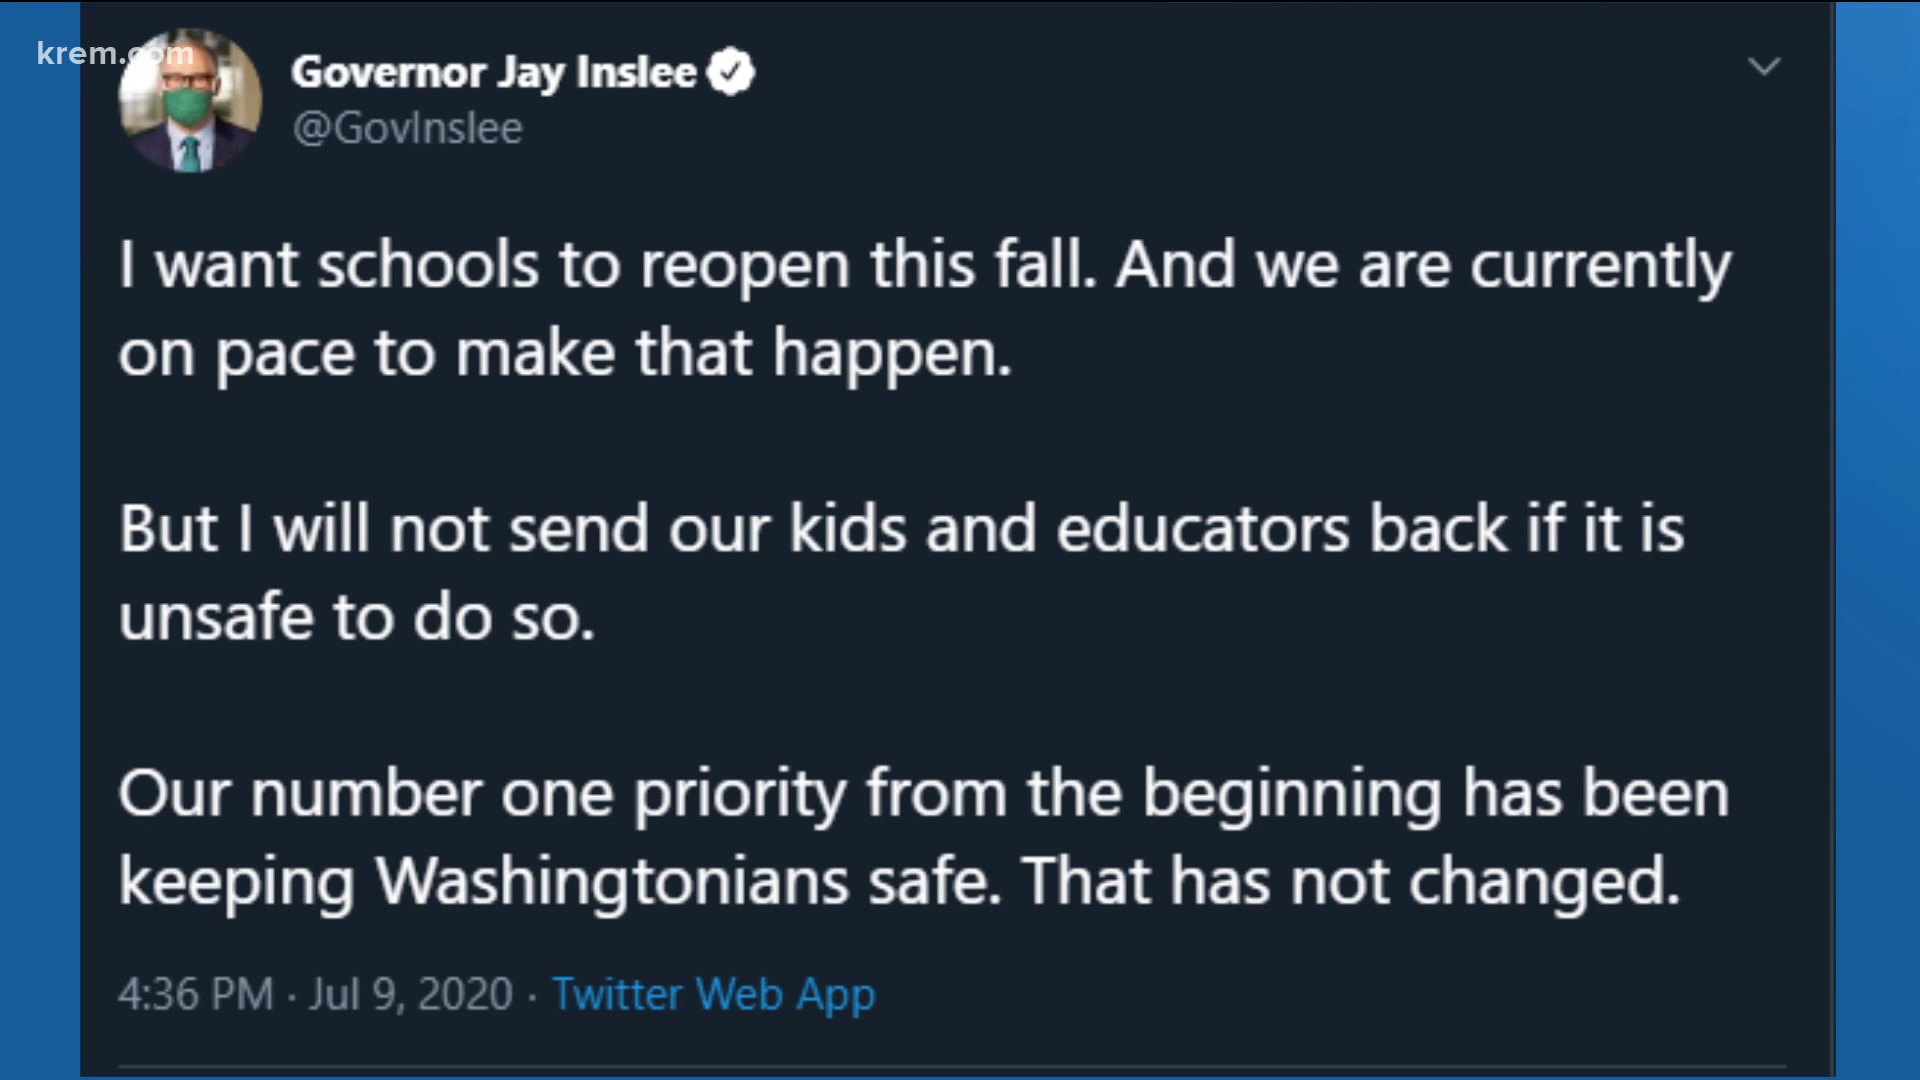 krem.com
Governor Jay Inslee
@GovInslee
I want schools to reopen this fall. And we are currently
on pace to make that happen.
But I will not send our kids and educators back if it is
unsafe to do so.
Our number one priority from the beginning has been
keeping Washingtonians safe. That has not changed.
4:36 PM · Jul 9, 2020 · Twitter Web App